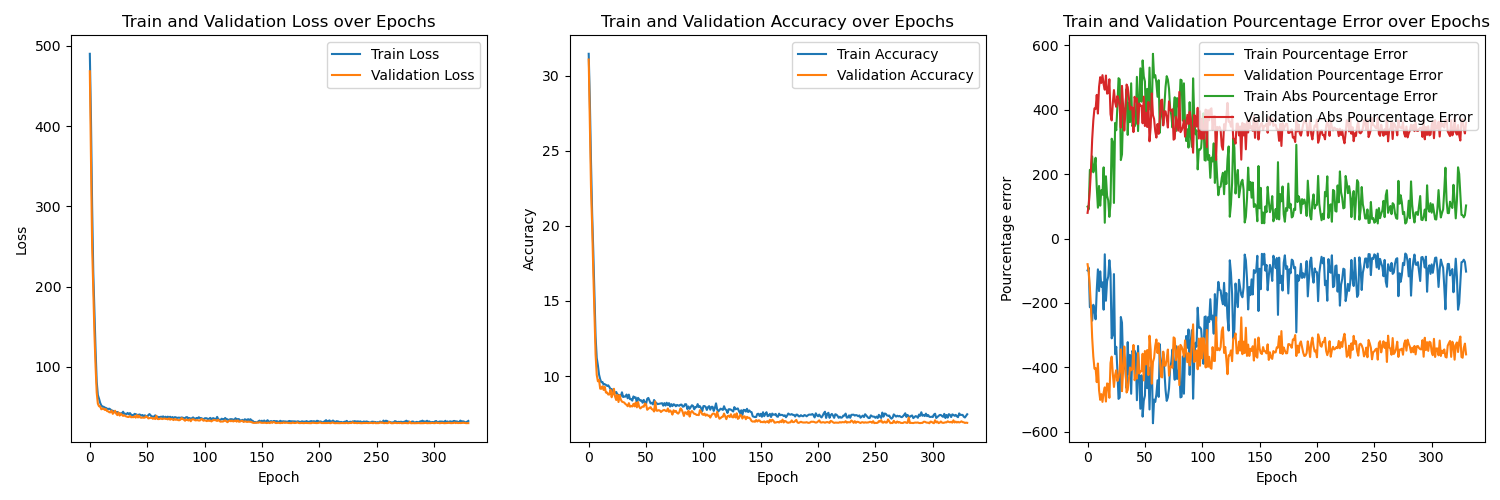 Train and Validation Loss over Epochs
500
400
300
200
100
Loss
0 50 100 150 200 250 300
Epoch
Train Loss
Validation Loss
Train and Validation Accuracy over Epochs
30
25
20
15
10
Accuracy
0 50 100 150 200 250 300
Epoch
Train Accuracy
Validation Accuracy
Train and Validation Pourcentage Error over Epochs
600
400
200
0
−200
−400
−600
Pourcentage error
0 50 100 150 200 250 300
Epoch
Train Pourcentage Error
Validation Pourcentage Error
Train Abs Pourcentage Error
Validation Abs Pourcentage Error